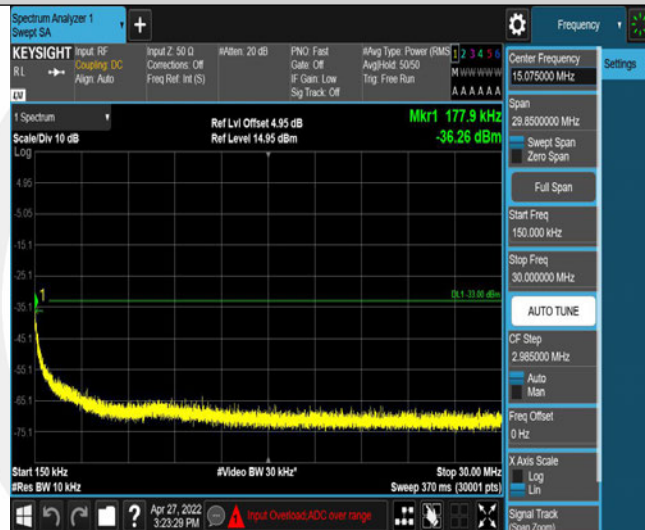 Spectrum Analyzer 1
Swept SA
+
Frequency
KEYSIGHT
RL
LXI
Input: RF
Coupling: DC
Align: Auto
Input Z: 50 Ω
Corrections: Off
Freq Ref: Int (S)
#Atten: 20 dB
PNO: Fast
Gate: Off
IF Gain: Low
Sig Track: Off
#Avg Type: Power (RMS
Avg|Hold: 50/50
Trig: Free Run
1 2 3 4 5 6
M W W W W W
A A A A A A
1 Spectrum
Scale/Div 10 dB
Log
Ref Lvl Offset 4.95 dB
Ref Level 14.95 dBm
Mkr1 177.9 kHz
-36.26 dBm
4.95
-5.05
-15.1
-25.1
-35.1
-45.1
-55.1
-65.1
-75.1
1
DL1 -33.00 dBm
Start 150 kHz
#Res BW 10 kHz
#Video BW 30 kHz*
Stop 30.00 MHz
Sweep 370 ms (30001 pts)
?
Apr 27, 2022
3:23:29 PM
Input Overload;ADC over range
Center Frequency
15.075000 MHz
Settings
Span
29.8500000 MHz
Swept Span
Zero Span
Full Span
Start Freq
150.000 kHz
Stop Freq
30.000000 MHz
AUTO TUNE
CF Step
2.985000 MHz
Auto
Man
Freq Offset
0 Hz
X Axis Scale
Log
Lin
Signal Track
(Span Zoom)